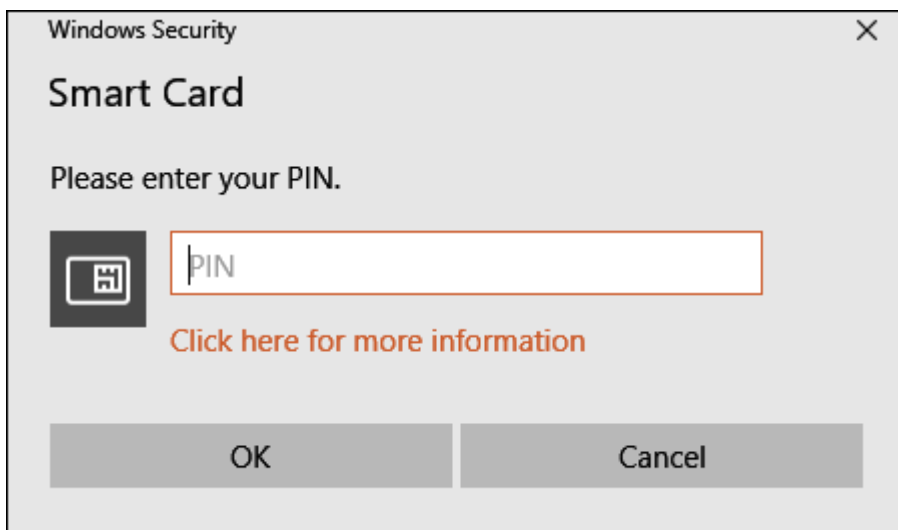 Windows Security
Smart Card
Please enter your PIN.
PIN
Click here for more information
OK
Cancel